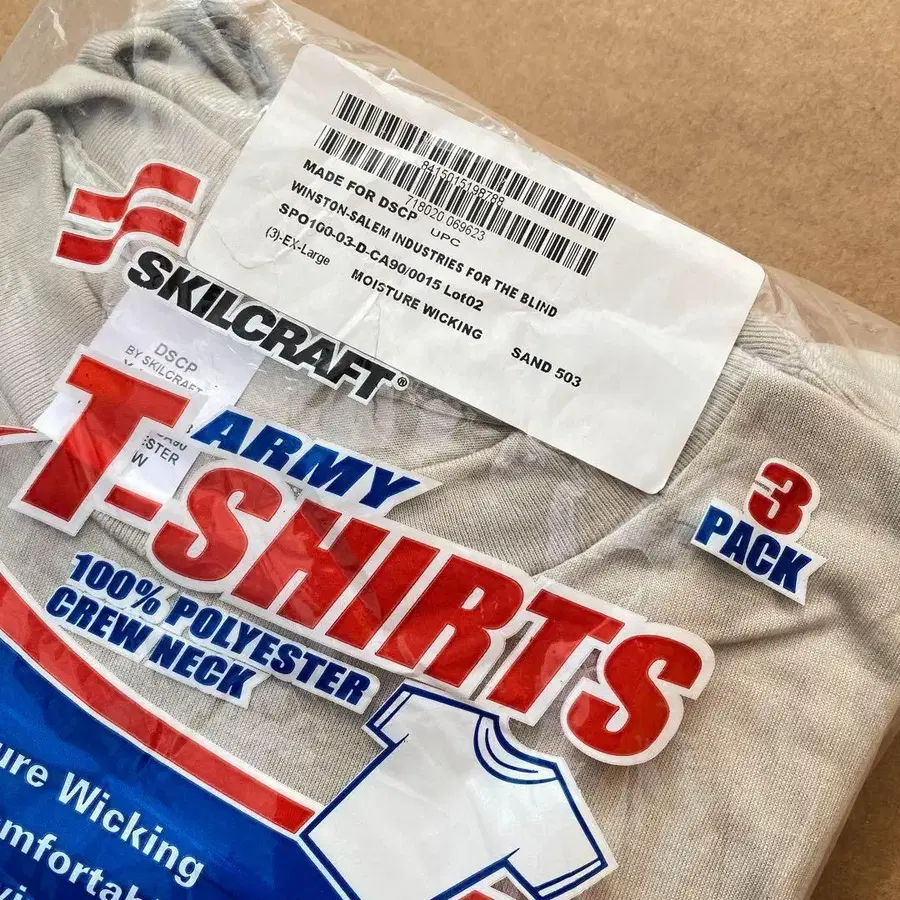 8415015198788
718020 069623
UPC
MADE FOR DSCP
WINSTON-SALEM INDUSTRIES FOR THE BLIND
SPO100-03-D-CA90/0015 Lot02
(3)-EX-Large MOISTURE WICKING SAND 503
SKILCRAFT®
DSCP
BY SKILCRAFT
ARMY
T-SHIRTS
100% POLYESTER
CREW NECK
3
PACK
ESTER
W
ure Wicking
mfortab